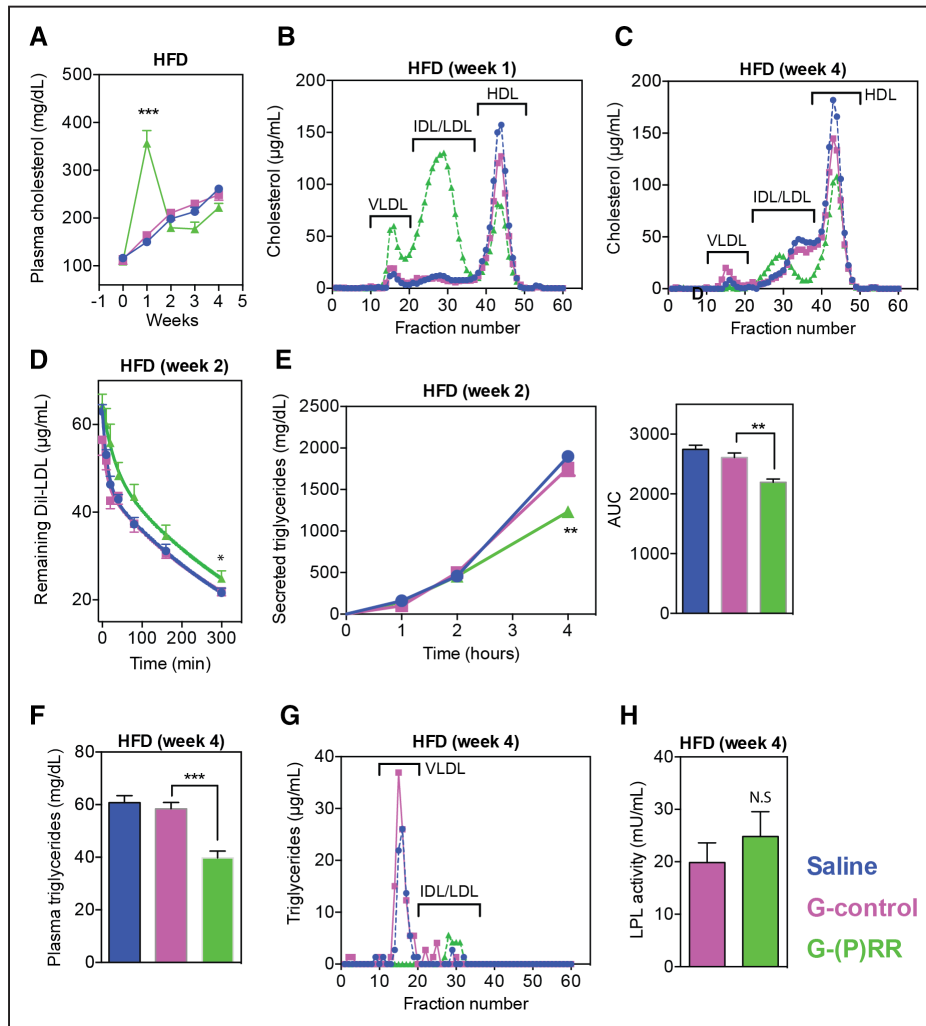 A
HFD
Plasma cholesterol (mg/dL)
500
400
300
200
100
***
-1 0 1 2 3 4 5
Weeks
B
HFD (week 1)
Cholesterol (µg/mL)
200
150
100
50
0
VLDL
IDL/LDL
HDL
0 10 20 30 40 50 60
Fraction number
C
HFD (week 4)
Cholesterol (µg/mL)
200
150
100
50
0
VLDL
IDL/LDL
HDL
D
0 10 20 30 40 50 60
Fraction number
D
HFD (week 2)
Remaining DiI-LDL (µg/mL)
60
40
20
*
0 100 200 300
Time (min)
E
HFD (week 2)
Secreted triglycerides (mg/dL)
2500
2000
1500
1000
500
0
**
0 1 2 3 4
Time (hours)
AUC
3000
2000
1000
0
**
F
HFD (week 4)
Plasma triglycerides (mg/dL)
80
60
40
20
0
***
G
HFD (week 4)
Triglycerides (µg/mL)
40
30
20
10
0
VLDL
IDL/LDL
0 10 20 30 40 50 60
Fraction number
H
HFD (week 4)
LPL activity (mU/mL)
40
30
20
10
0
N.S
Saline
G-control
G-(P)RR